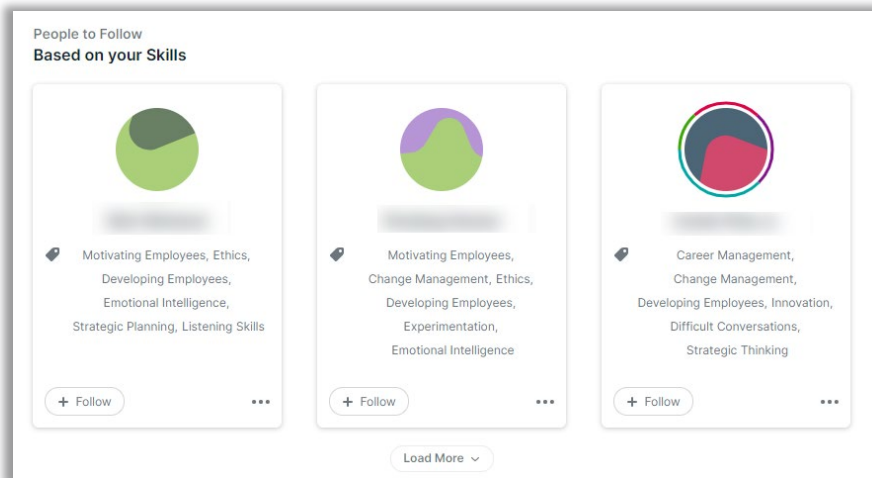 People to Follow
Based on your Skills
Motivating Employees, Ethics,
Developing Employees,
Emotional Intelligence,
Strategic Planning, Listening Skills
+ Follow
Motivating Employees,
Change Management, Ethics,
Developing Employees,
Experimentation,
Emotional Intelligence
+ Follow
Career Management,
Change Management,
Developing Employees, Innovation,
Difficult Conversations,
Strategic Thinking
+ Follow
Load More